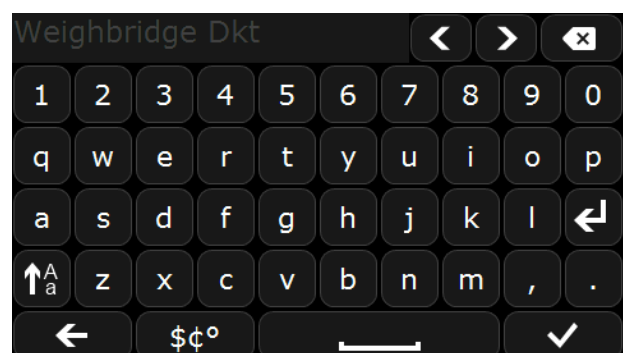 Weighbridge Dkt
1 2 3 4 5 6 7 8 9 0
q w e r t y u i o p
a s d f g h j k l
A
a z x c v b n m , .
$¢°